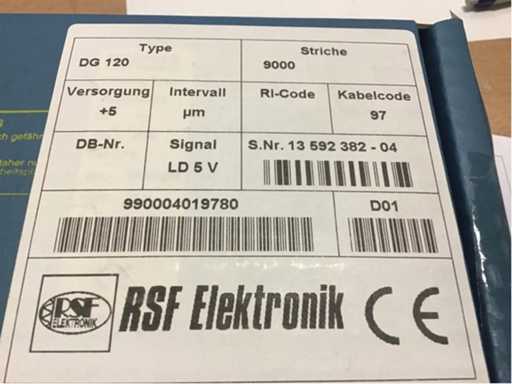 Type
DG 120
Striche
9000
Versorgung
+5
Intervall
µm
RI-Code
Kabelcode
97
DB-Nr.
Signal
LD 5 V
S.Nr. 13 592 382 - 04
990004019780
D01
RSF
ELEKTRONIK
RSF Elektronik CE